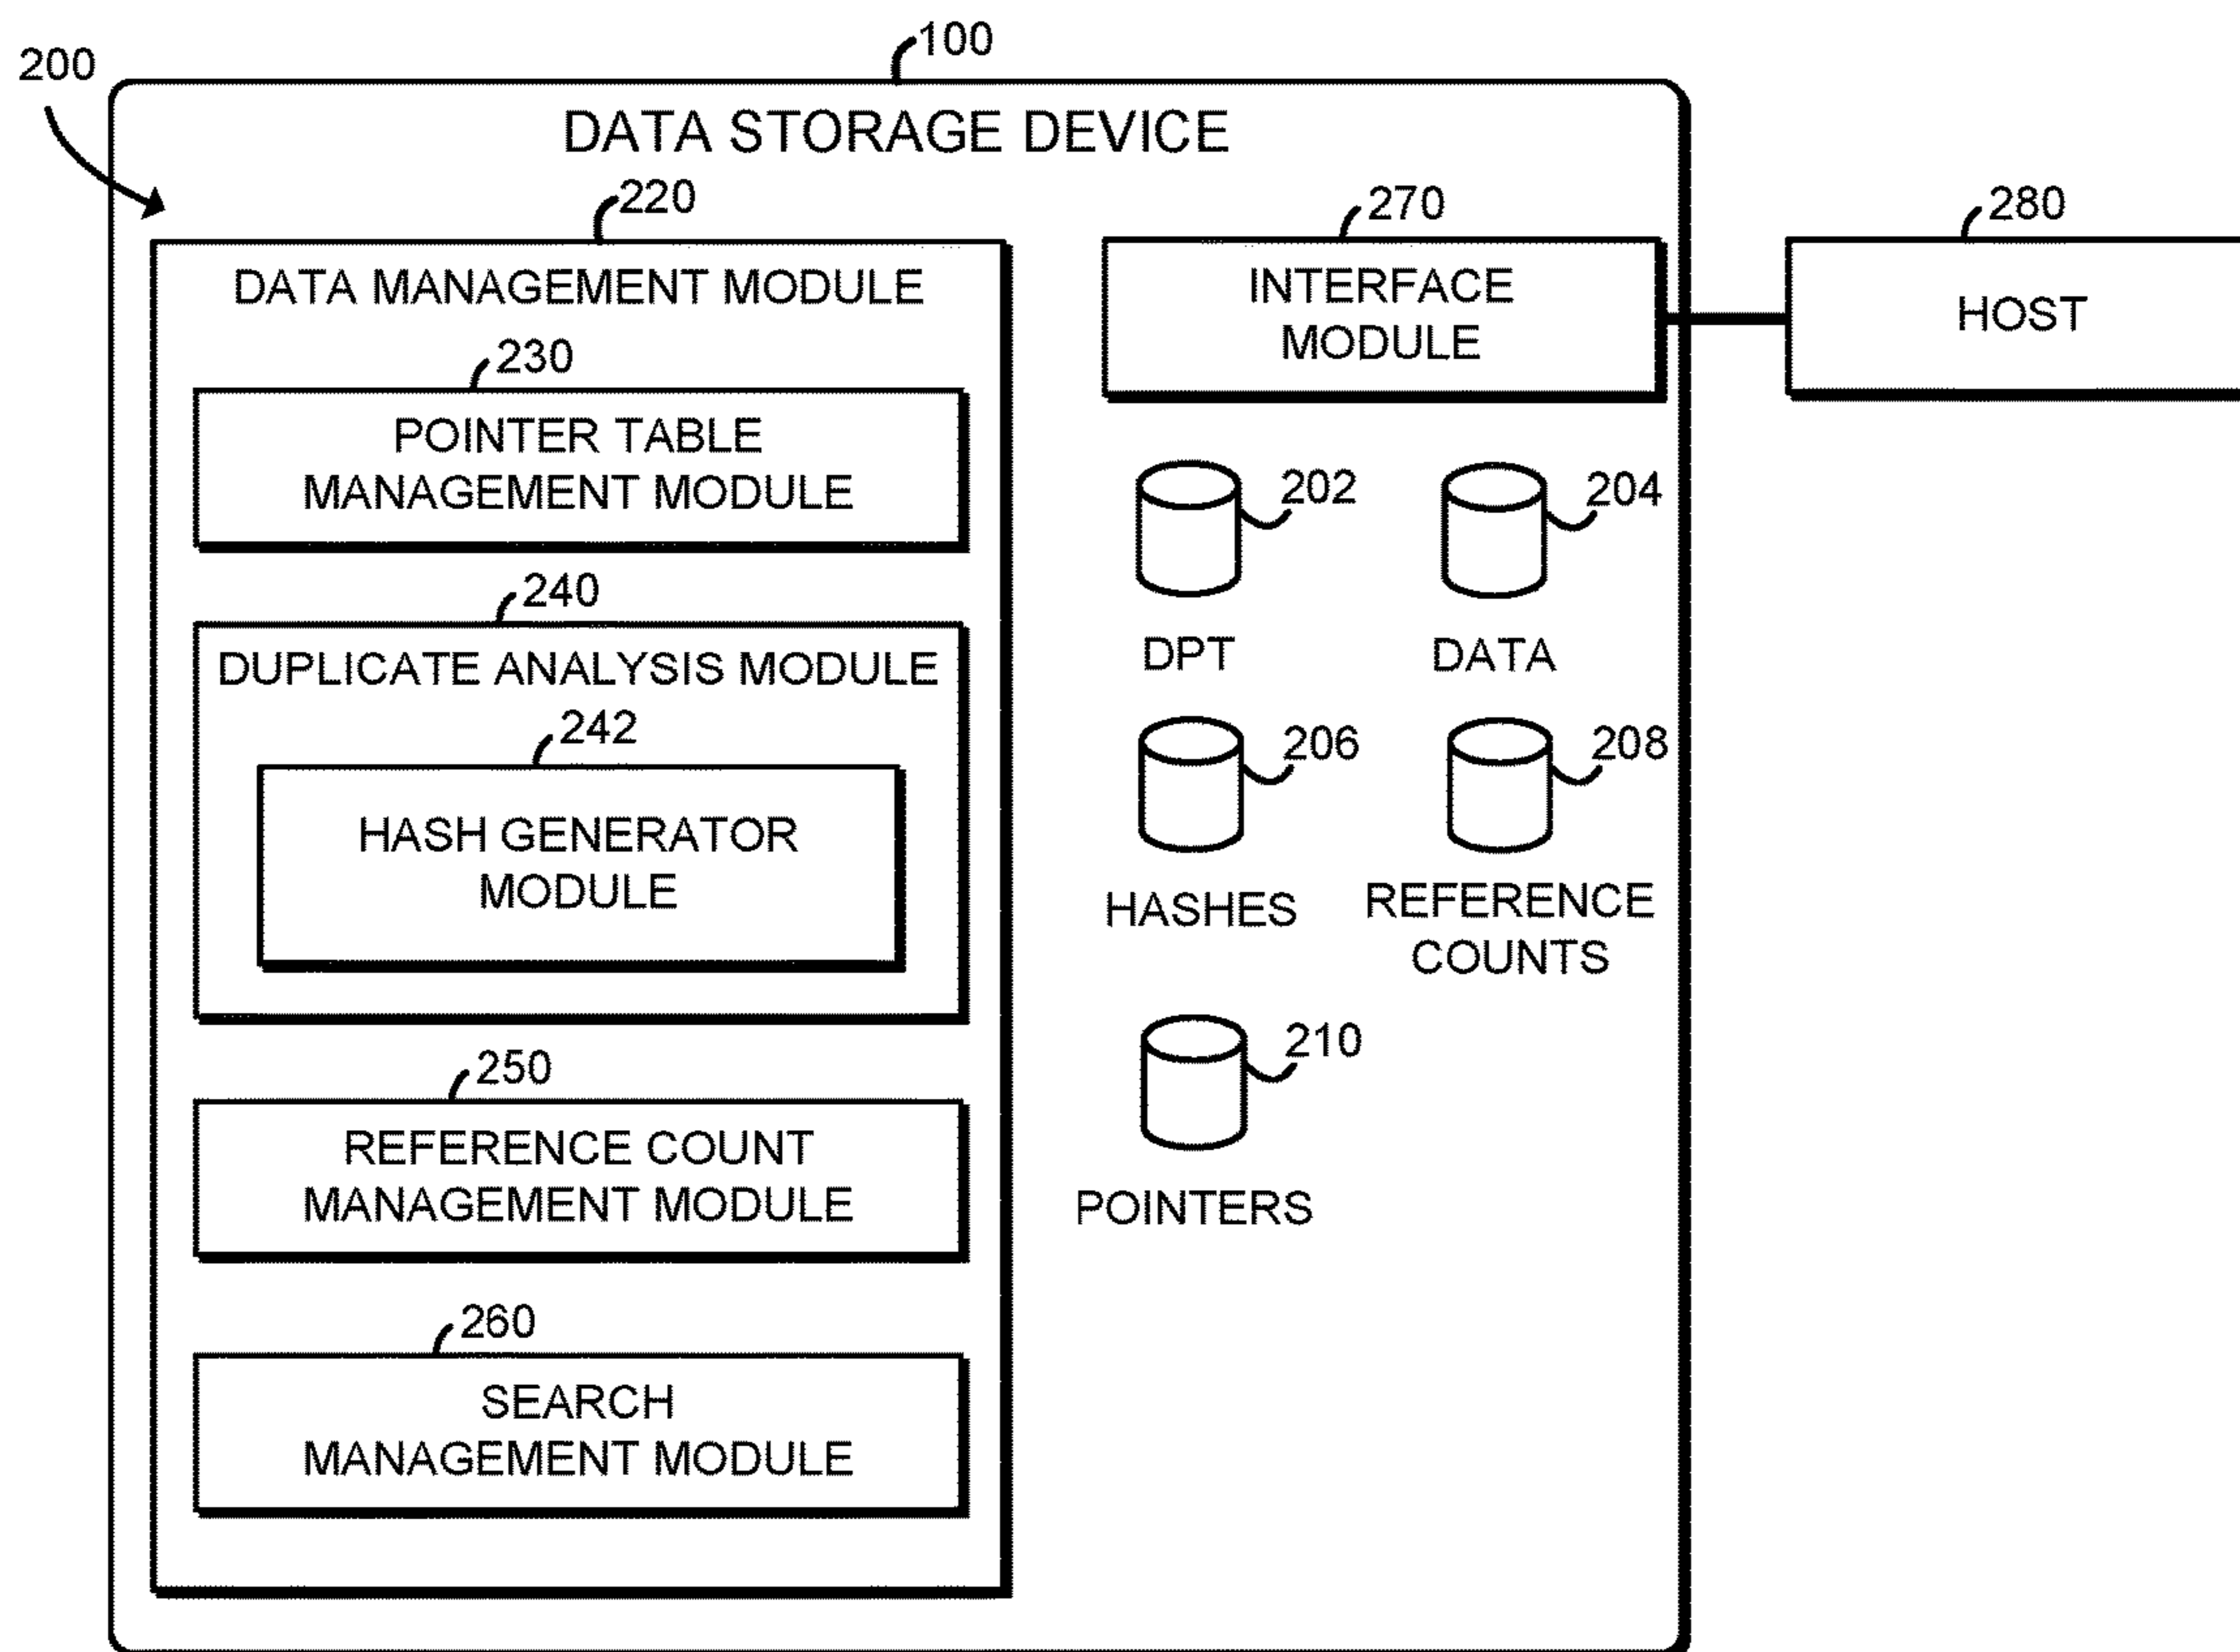 100
200
DATA STORAGE DEVICE
220
270
280
DATA MANAGEMENT MODULE
INTERFACE
MODULE
HOST
230
POINTER TABLE
MANAGEMENT MODULE
202
204
DPT
DATA
240
DUPLICATE ANALYSIS MODULE
242
HASH GENERATOR
MODULE
206
208
HASHES
REFERENCE
COUNTS
250
REFERENCE COUNT
MANAGEMENT MODULE
210
POINTERS
260
SEARCH
MANAGEMENT MODULE